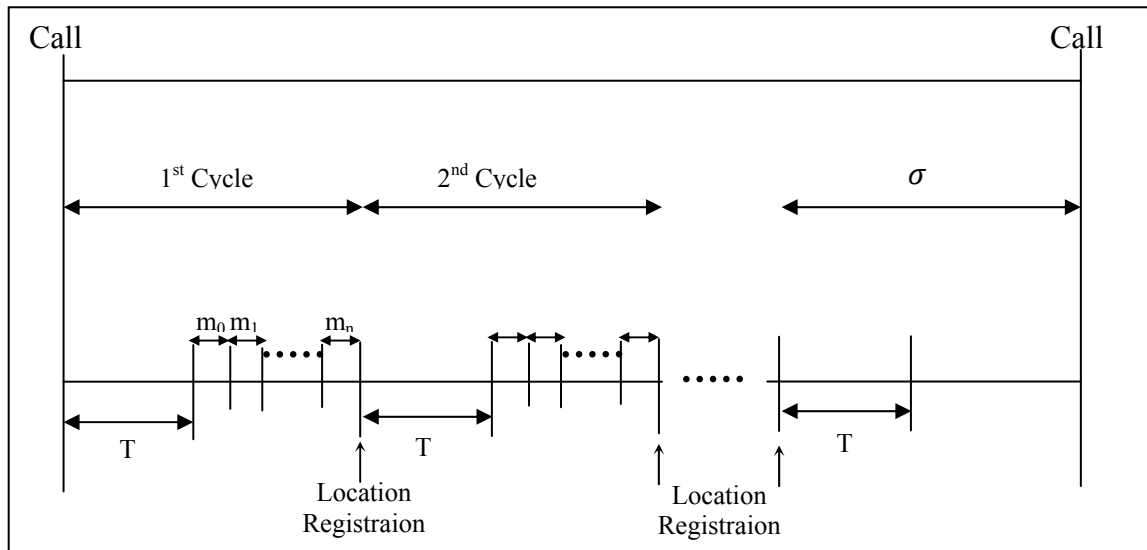 Call Call
1st Cycle 2nd Cycle σ
m0 m1 mn
T T T
Location Location
Registraion Registraion